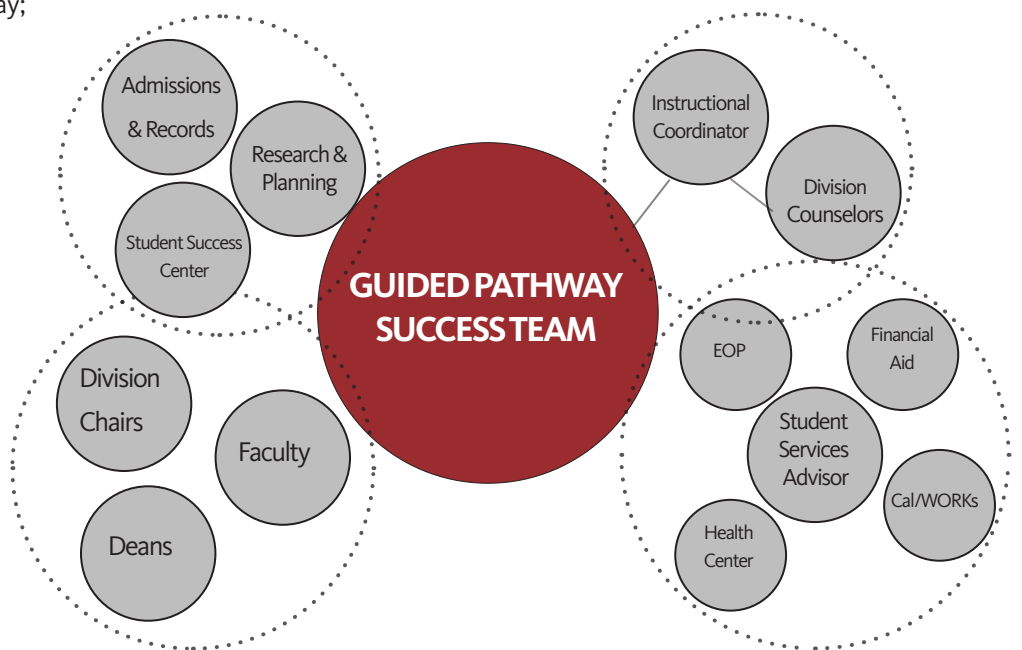 ay;
Admissions
& Records
Research &
Planning
Student Success
Center
Instructional
Coordinator
Division
Counselors
GUIDED PATHWAY
SUCCESS TEAM
Division
Chairs
Faculty
Deans
EOP
Financial
Aid
Student
Services
Advisor
Cal/WORKs
Health
Center